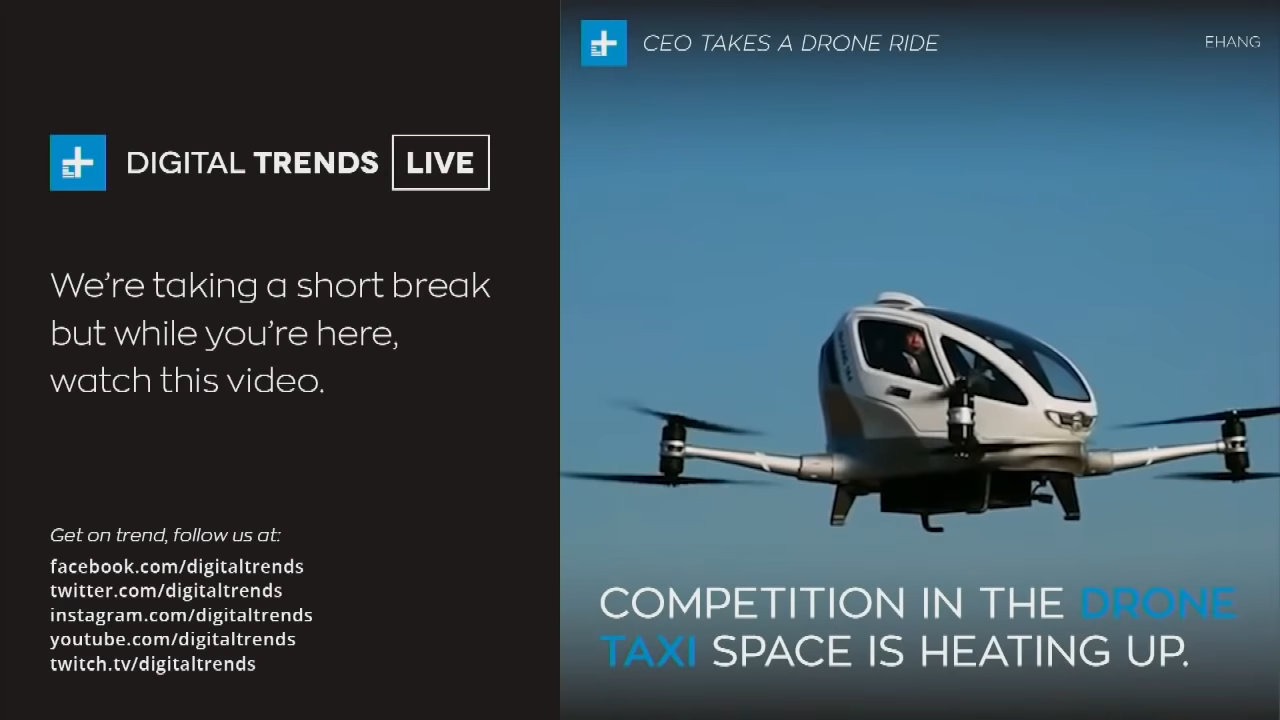 DIGITAL TRENDS LIVE
We're taking a short break
but while you're here,
watch this video.
Get on trend, follow us at:
facebook.com/digitaltrends
twitter.com/digitaltrends
instagram.com/digitaltrends
youtube.com/digitaltrends
twitch.tv/digitaltrends
CEO TAKES A DRONE RIDE
EHANG
COMPETITION IN THE DRONE
TAXI SPACE IS HEATING UP.